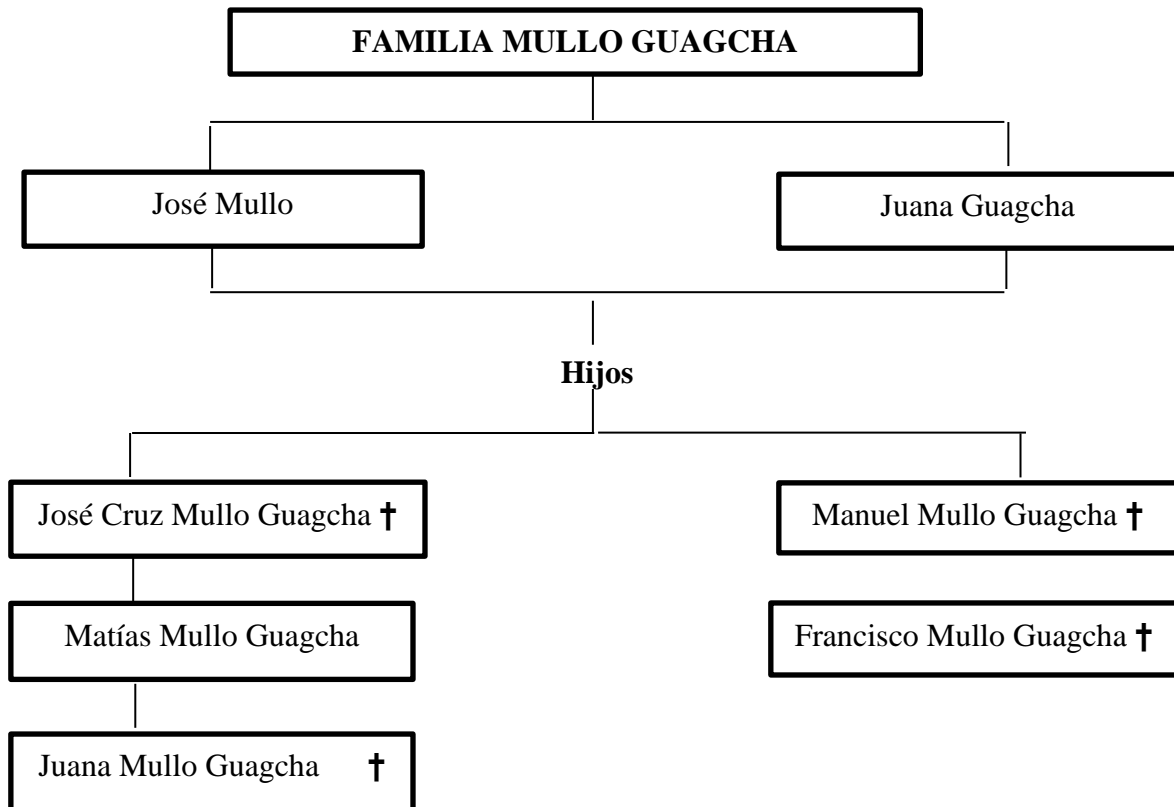 FAMILIA MULLO GUAGCHA
José Mullo
Juana Guagcha
Hijos
José Cruz Mullo Guagcha †
Manuel Mullo Guagcha †
Matías Mullo Guagcha
Francisco Mullo Guagcha †
Juana Mullo Guagcha †